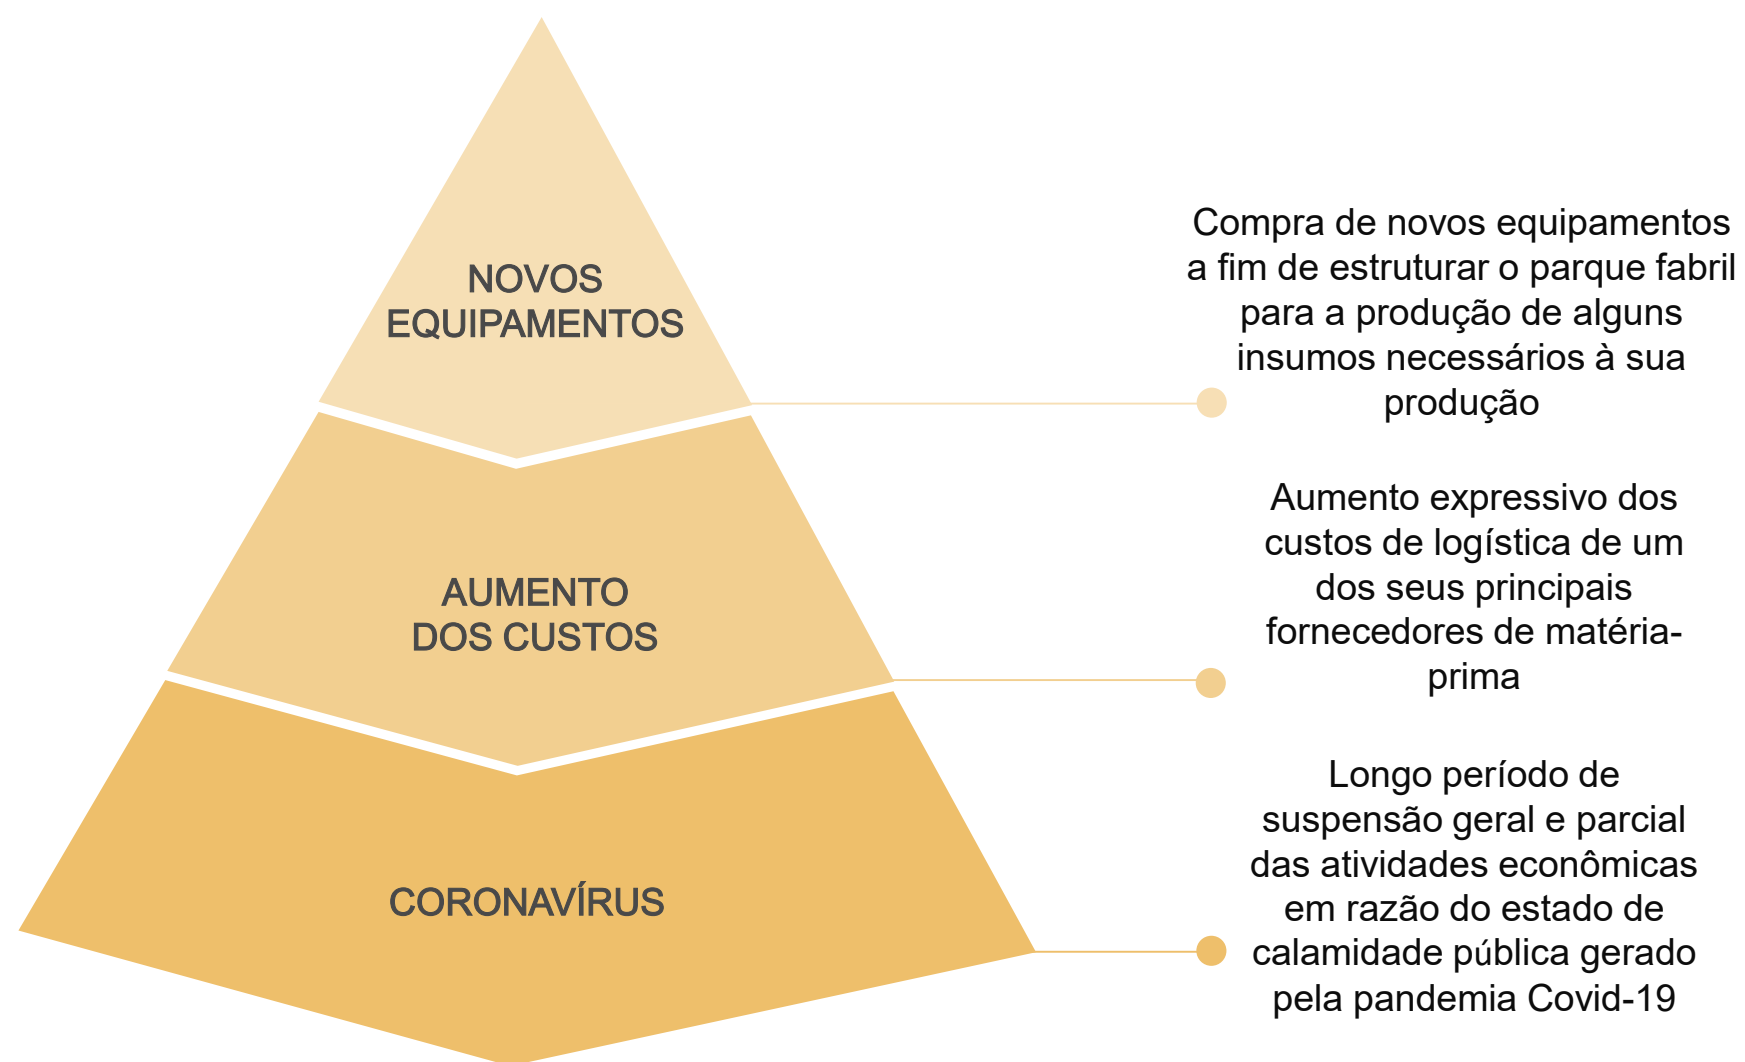 NOVOS
EQUIPAMENTOS
Compra de novos equipamentos
a fim de estruturar o parque fabril
para a produção de alguns
insumos necessários à sua
produção
AUMENTO
DOS CUSTOS
Aumento expressivo dos
custos de logística de um
dos seus principais
fornecedores de matéria-
prima
CORONAVÍRUS
Longo período de
suspensão geral e parcial
das atividades econômicas
em razão do estado de
calamidade pública gerado
pela pandemia Covid-19